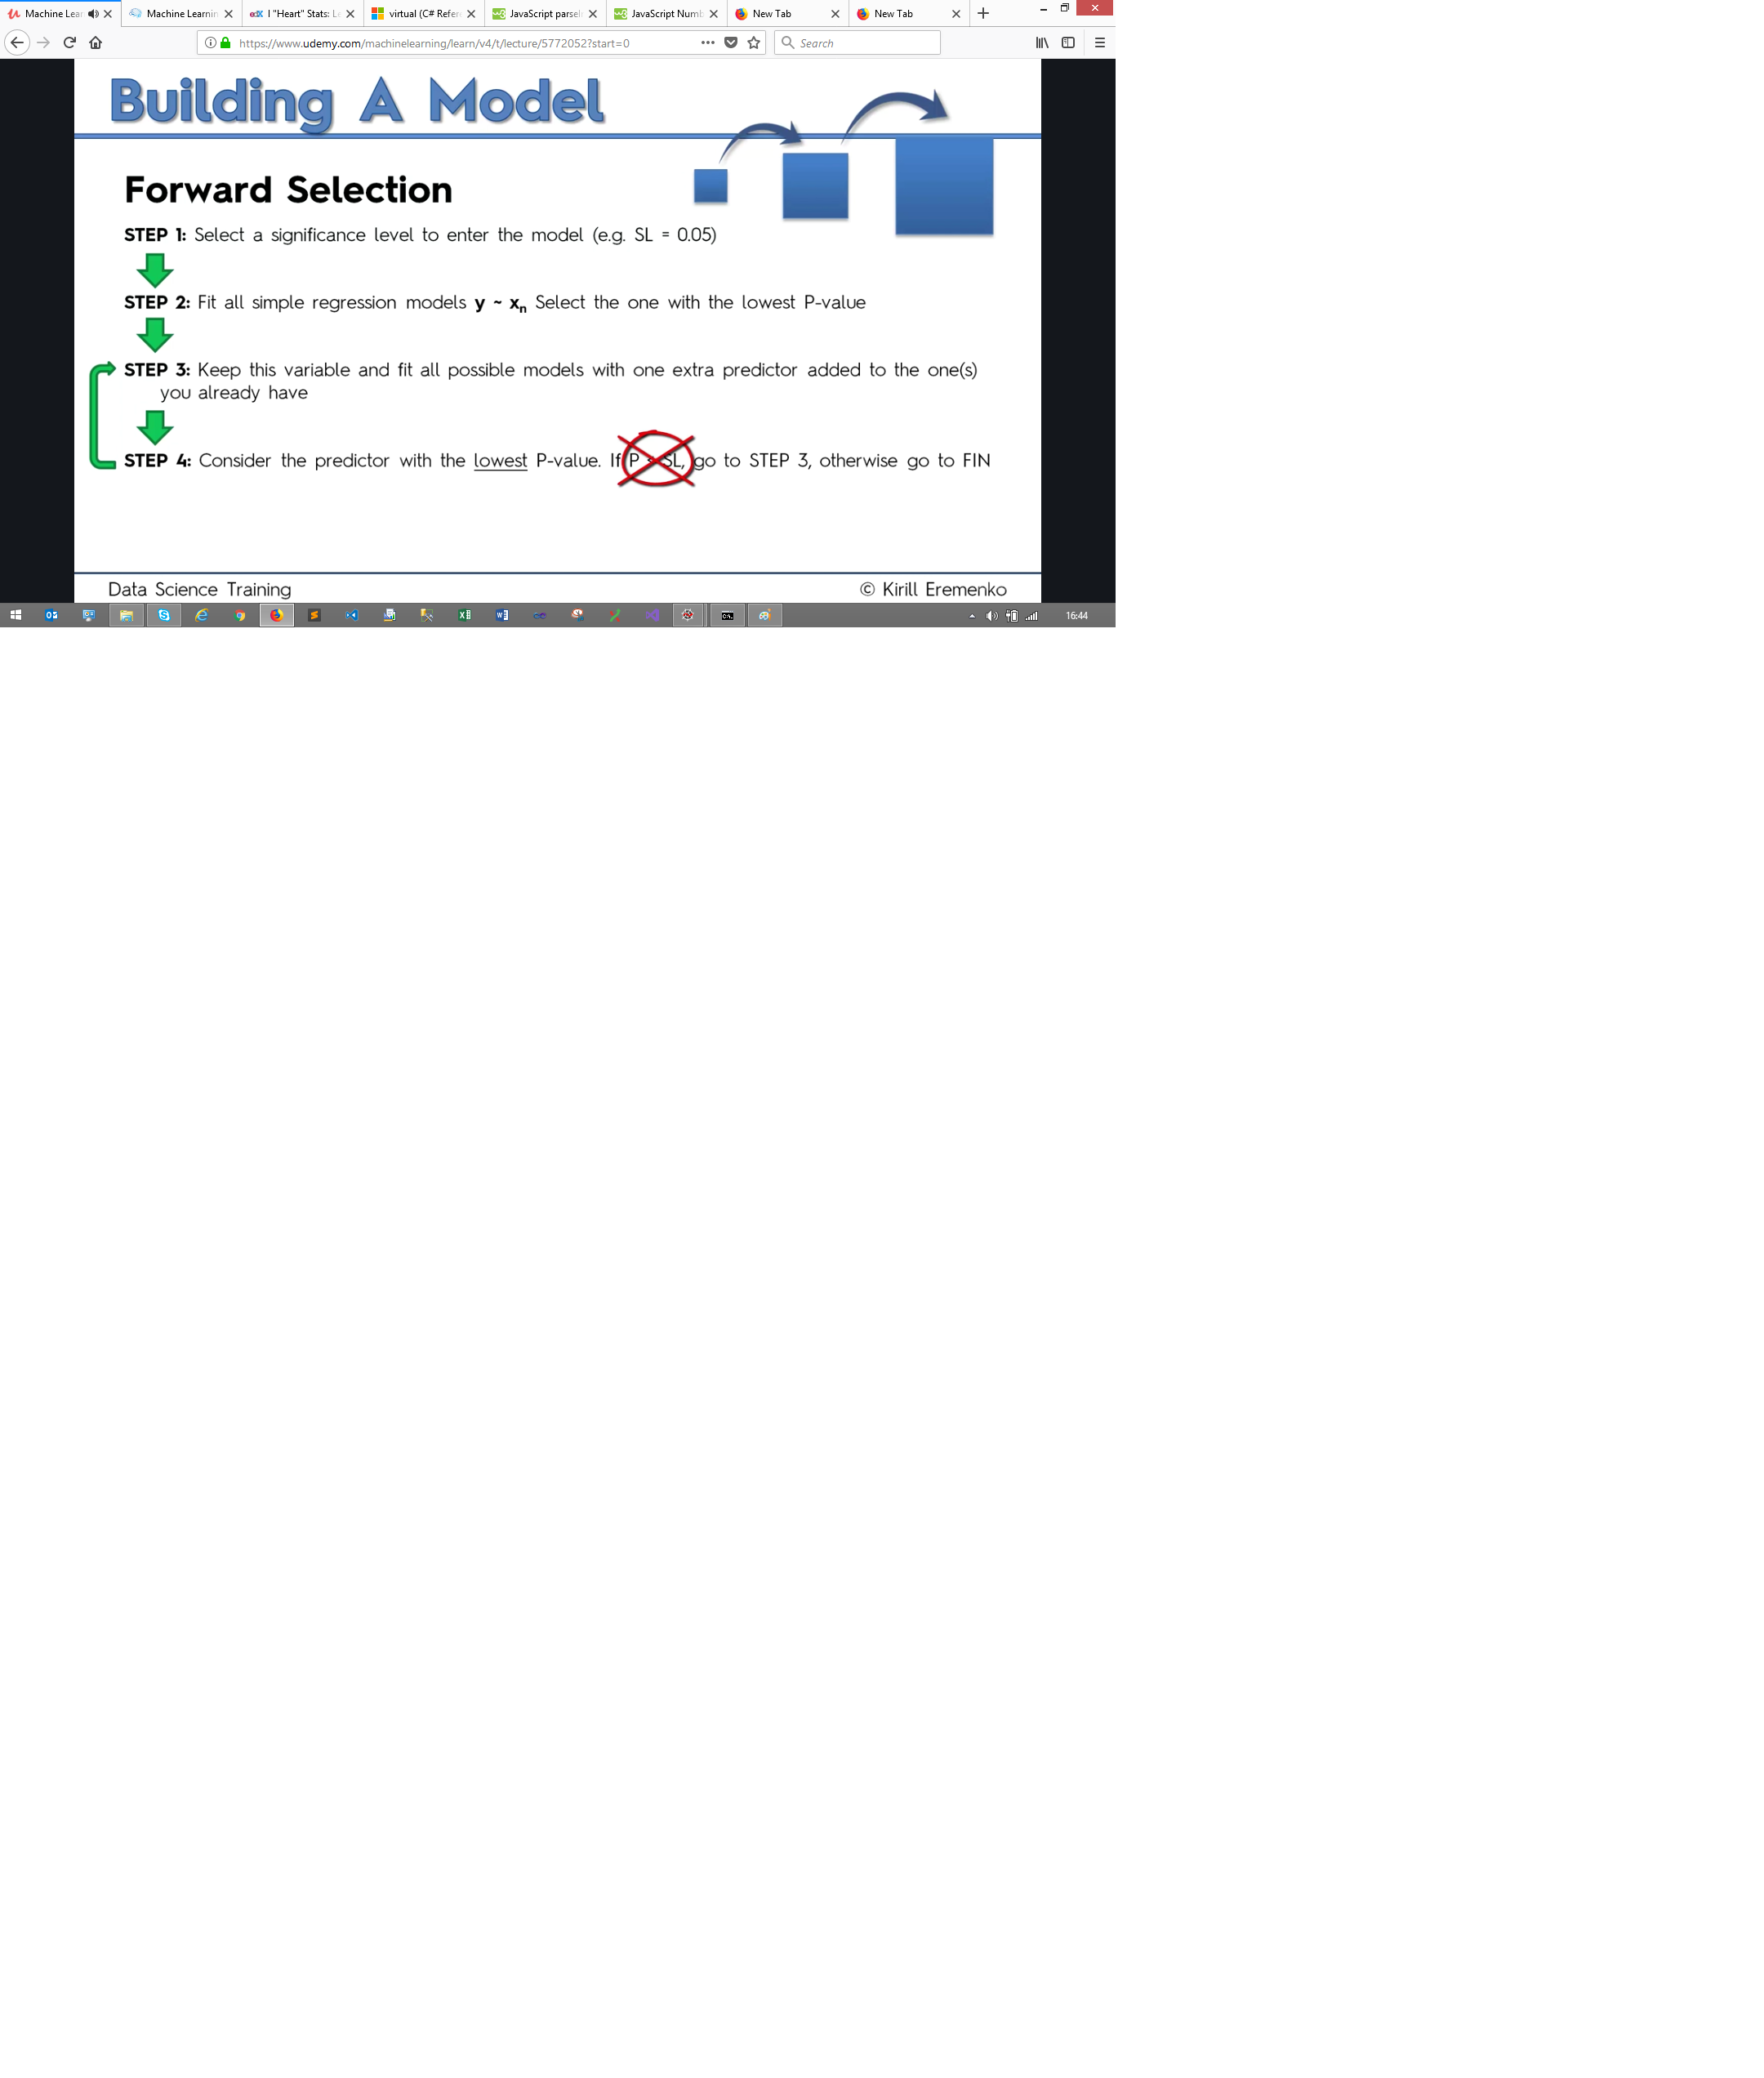 Machine Lear
Machine Learnin
I "Heart" Stats: Le
virtual (C# Refer
JavaScript parseI
JavaScript Numb
New Tab
New Tab
https://www.udemy.com/machinelearning/learn/v4/t/lecture/5772052?start=0
Search
Building A Model
Forward Selection
STEP 1: Select a significance level to enter the model (e.g. SL = 0.05)
STEP 2: Fit all simple regression models y ~ xn Select the one with the lowest P-value
STEP 3: Keep this variable and fit all possible models with one extra predictor added to the one(s)
you already have
STEP 4: Consider the predictor with the lowest P-value. If P < SL, go to STEP 3, otherwise go to FIN
Data Science Training
© Kirill Eremenko
16:44